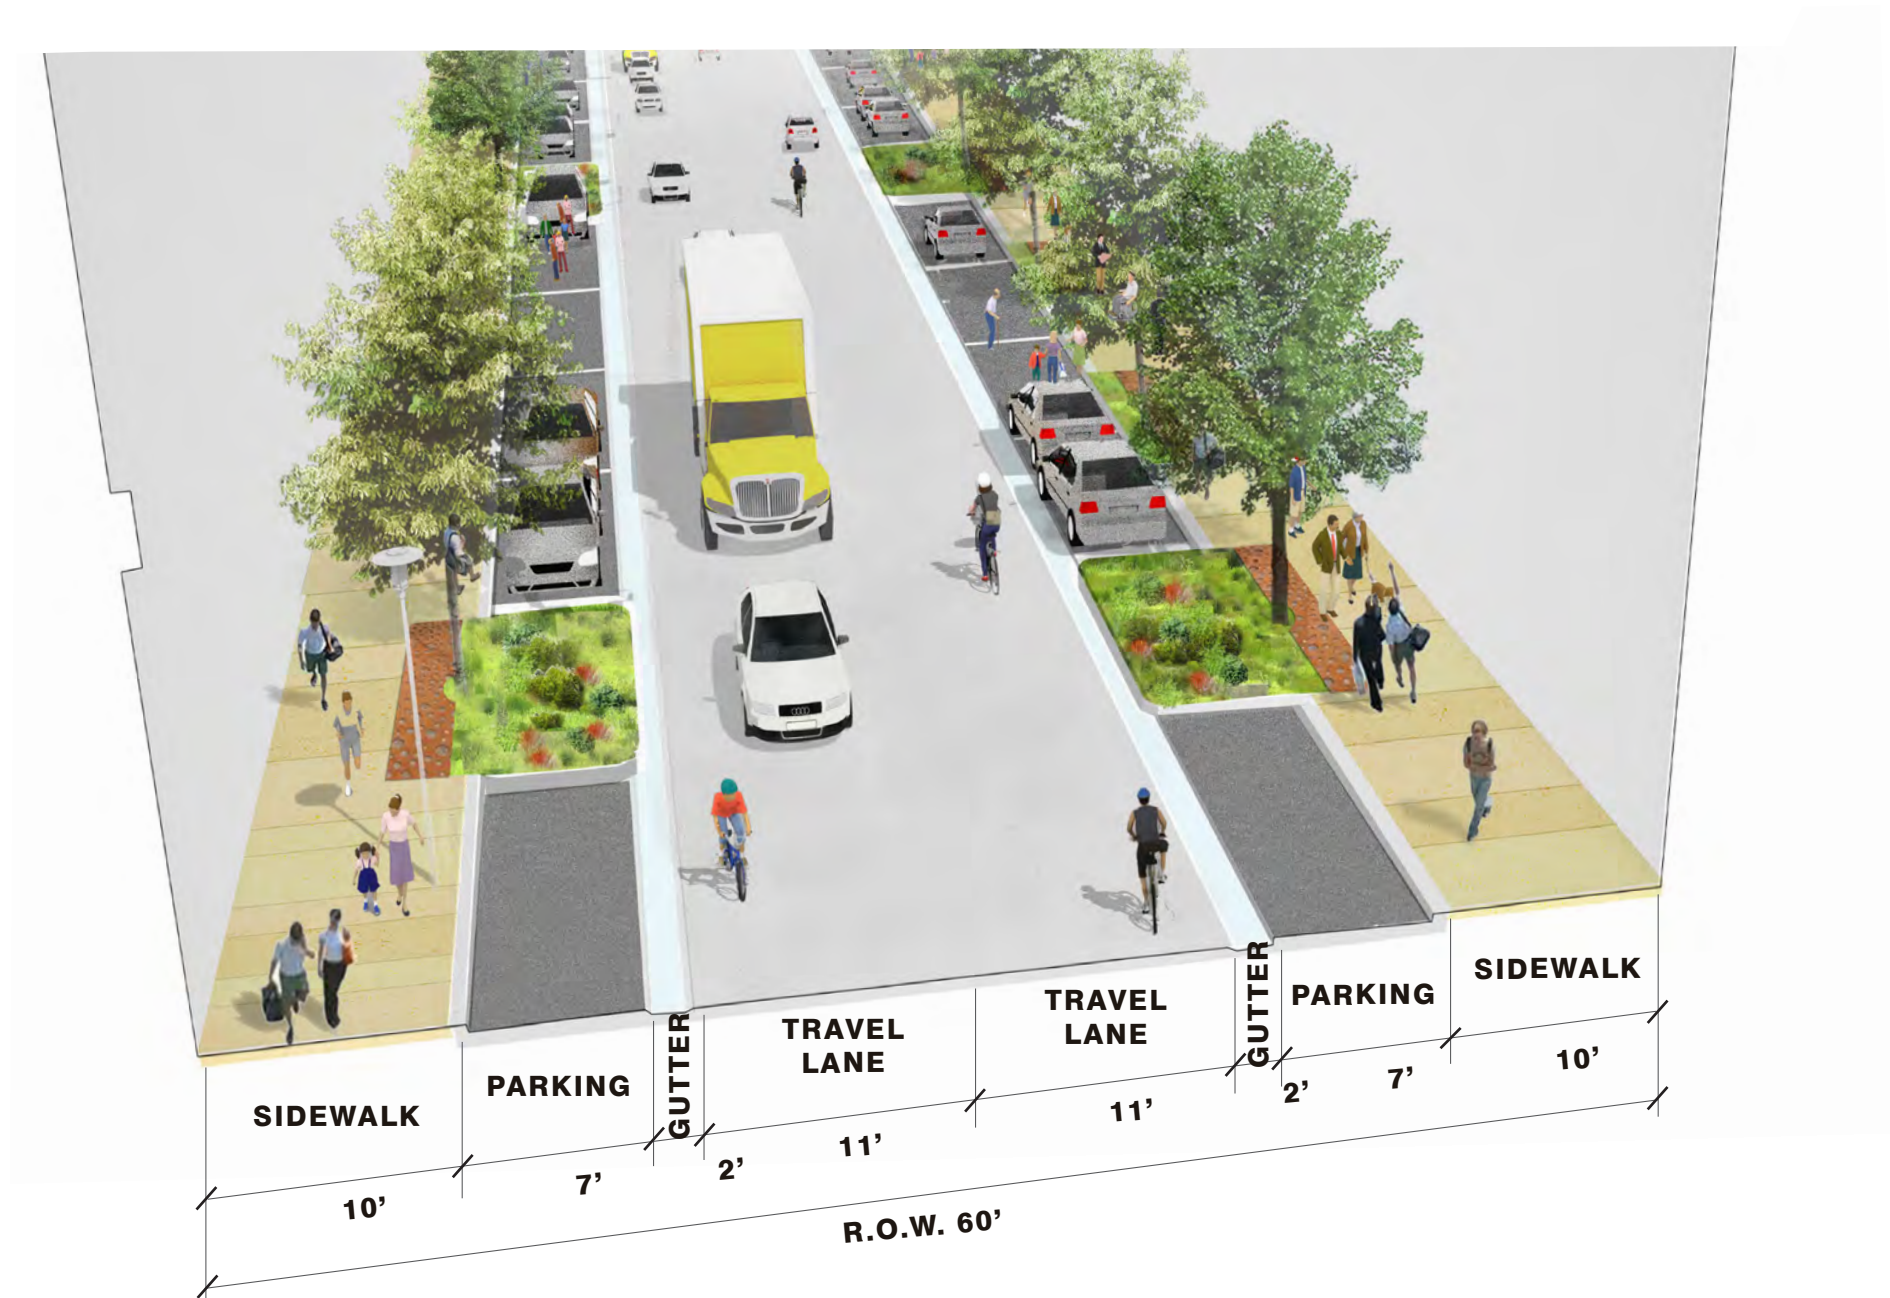 SIDEWALK
PARKING
GUTTER
TRAVEL
LANE
TRAVEL
LANE
GUTTER
PARKING
SIDEWALK
10’
7’
2’
11’
11’
2’
7’
10’
R.O.W. 60’